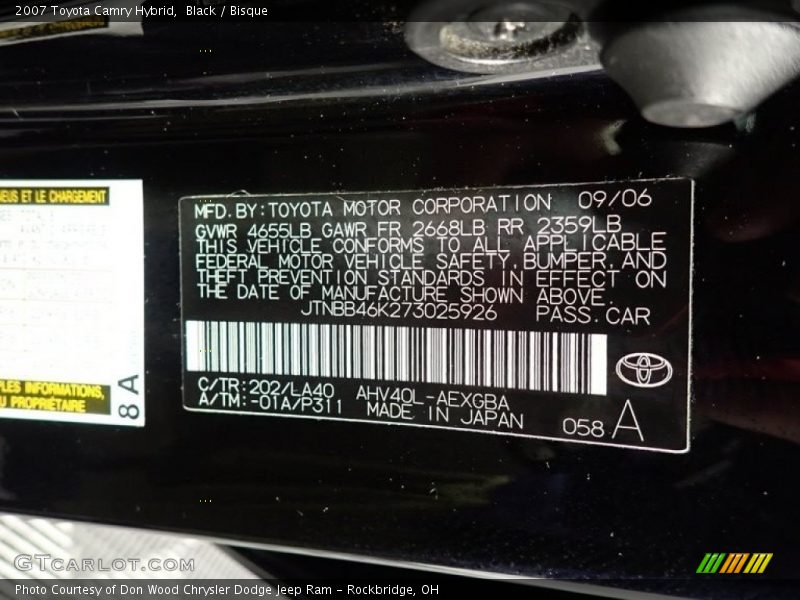 2007 Toyota Camry Hybrid,  Black / Bisque
NEUS ET LE CHARGEMENT
PLES INFORMATIONS,
U PROPRIÉTAIRE
8 A
MFD. BY: TOYOTA MOTOR CORPORATION 09/06
GVWR 4655LB GAWR FR 2668LB RR 2359LB
THIS VEHICLE CONFORMS TO ALL APPLICABLE
FEDERAL MOTOR VEHICLE SAFETY, BUMPER, AND
THEFT PREVENTION STANDARDS IN EFFECT ON
THE DATE OF MANUFACTURE SHOWN ABOVE.
JTNBB46K273025926 PASS. CAR
C/TR: 202/LA40 AHV40L-AEXGBA
A/TM: -01A/P311 MADE IN JAPAN
058 A
GTCARLOT.COM
Photo Courtesy of Don Wood Chrysler Dodge Jeep Ram - Rockbridge, OH